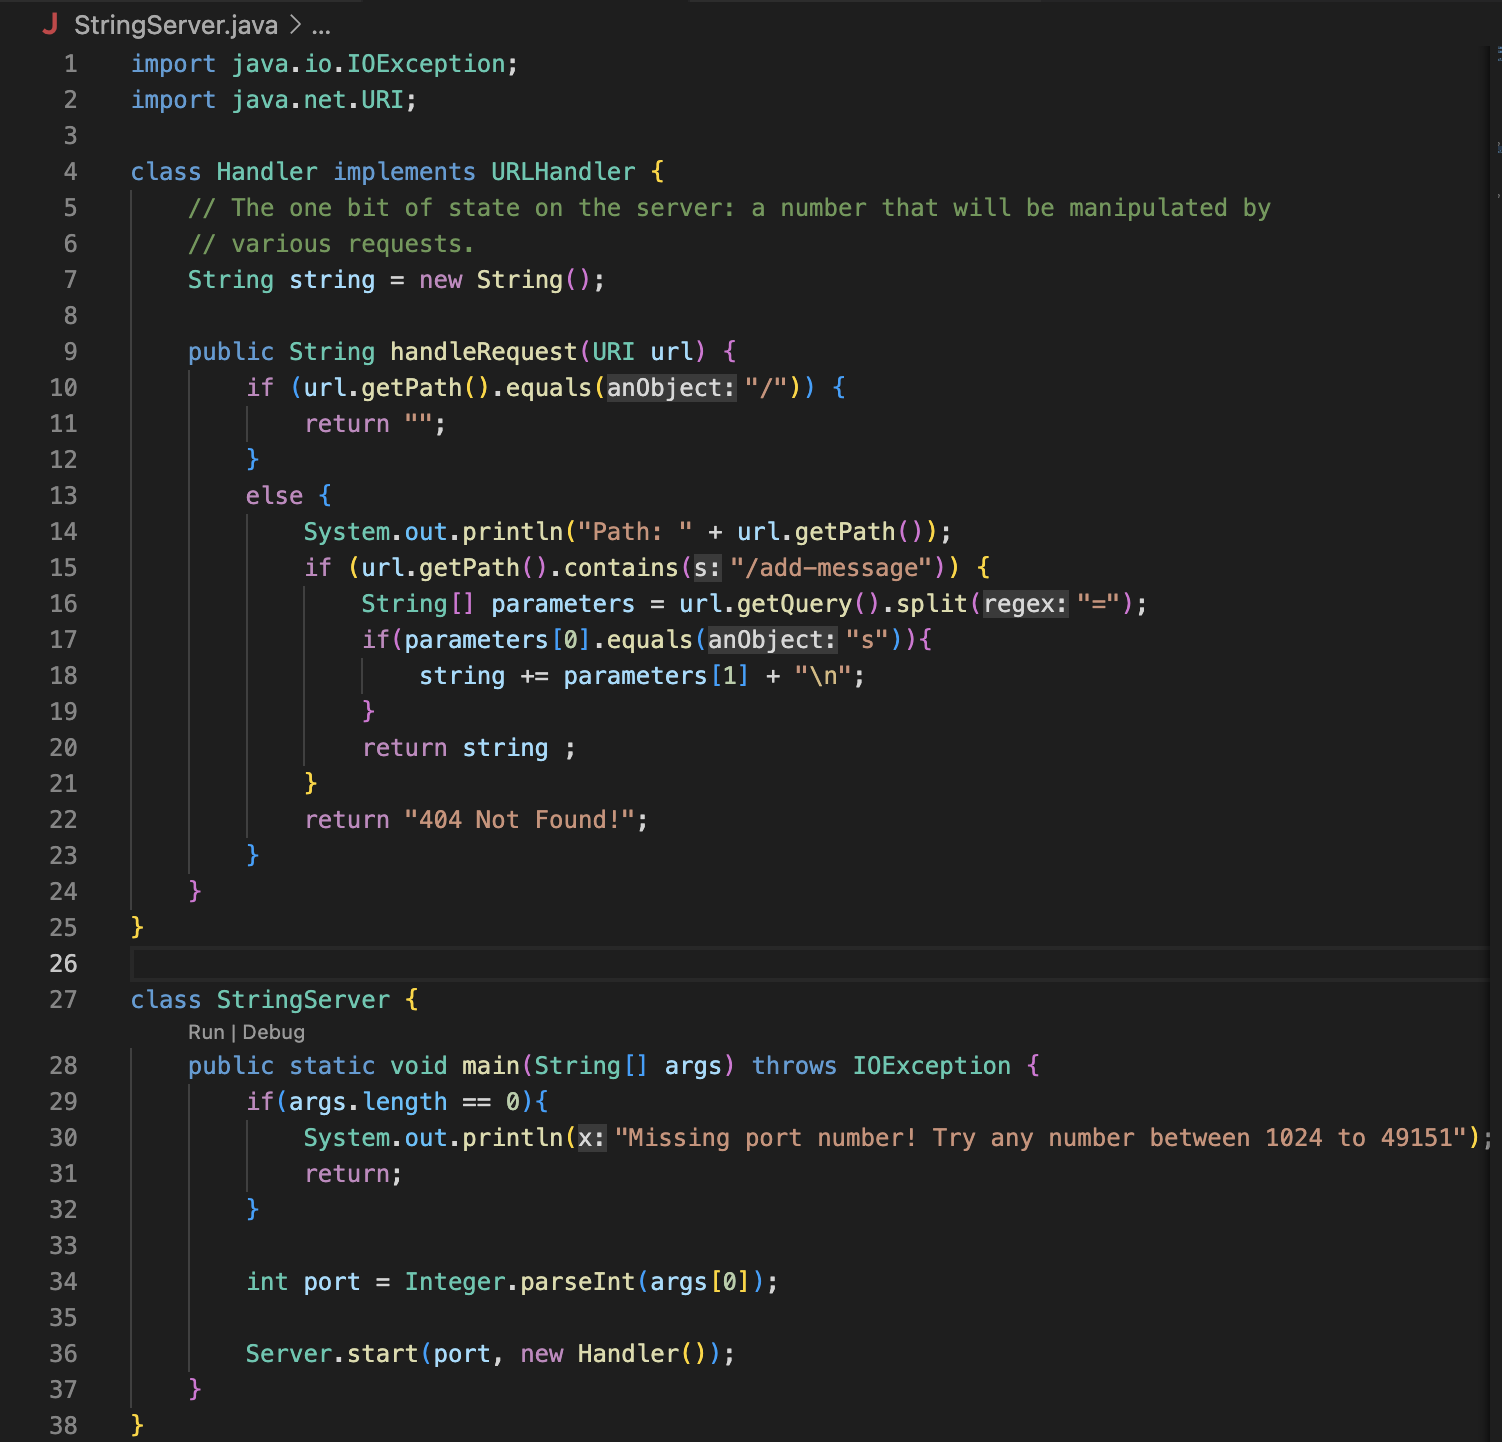 J StringServer.java > ...
1 import java.io.IOException;
2 import java.net.URI;
3
4 class Handler implements URLHandler {
5     // The one bit of state on the server: a number that will be manipulated by
6     // various requests.
7     String string = new String();
8
9     public String handleRequest(URI url) {
10         if (url.getPath().equals(anObject: "/")) {
11             return "";
12         }
13         else {
14             System.out.println("Path: " + url.getPath());
15             if (url.getPath().contains(s: "/add-message")) {
16                 String[] parameters = url.getQuery().split(regex: "=");
17                 if(parameters[0].equals(anObject: "s")){
18                     string += parameters[1] + "\n";
19                 }
20                 return string ;
21             }
22             return "404 Not Found!";
23         }
24     }
25 }
26
27 class StringServer {
Run | Debug
28     public static void main(String[] args) throws IOException {
29         if(args.length == 0){
30             System.out.println(x: "Missing port number! Try any number between 1024 to 49151");
31             return;
32         }
33
34         int port = Integer.parseInt(args[0]);
35
36         Server.start(port, new Handler());
37     }
38 }